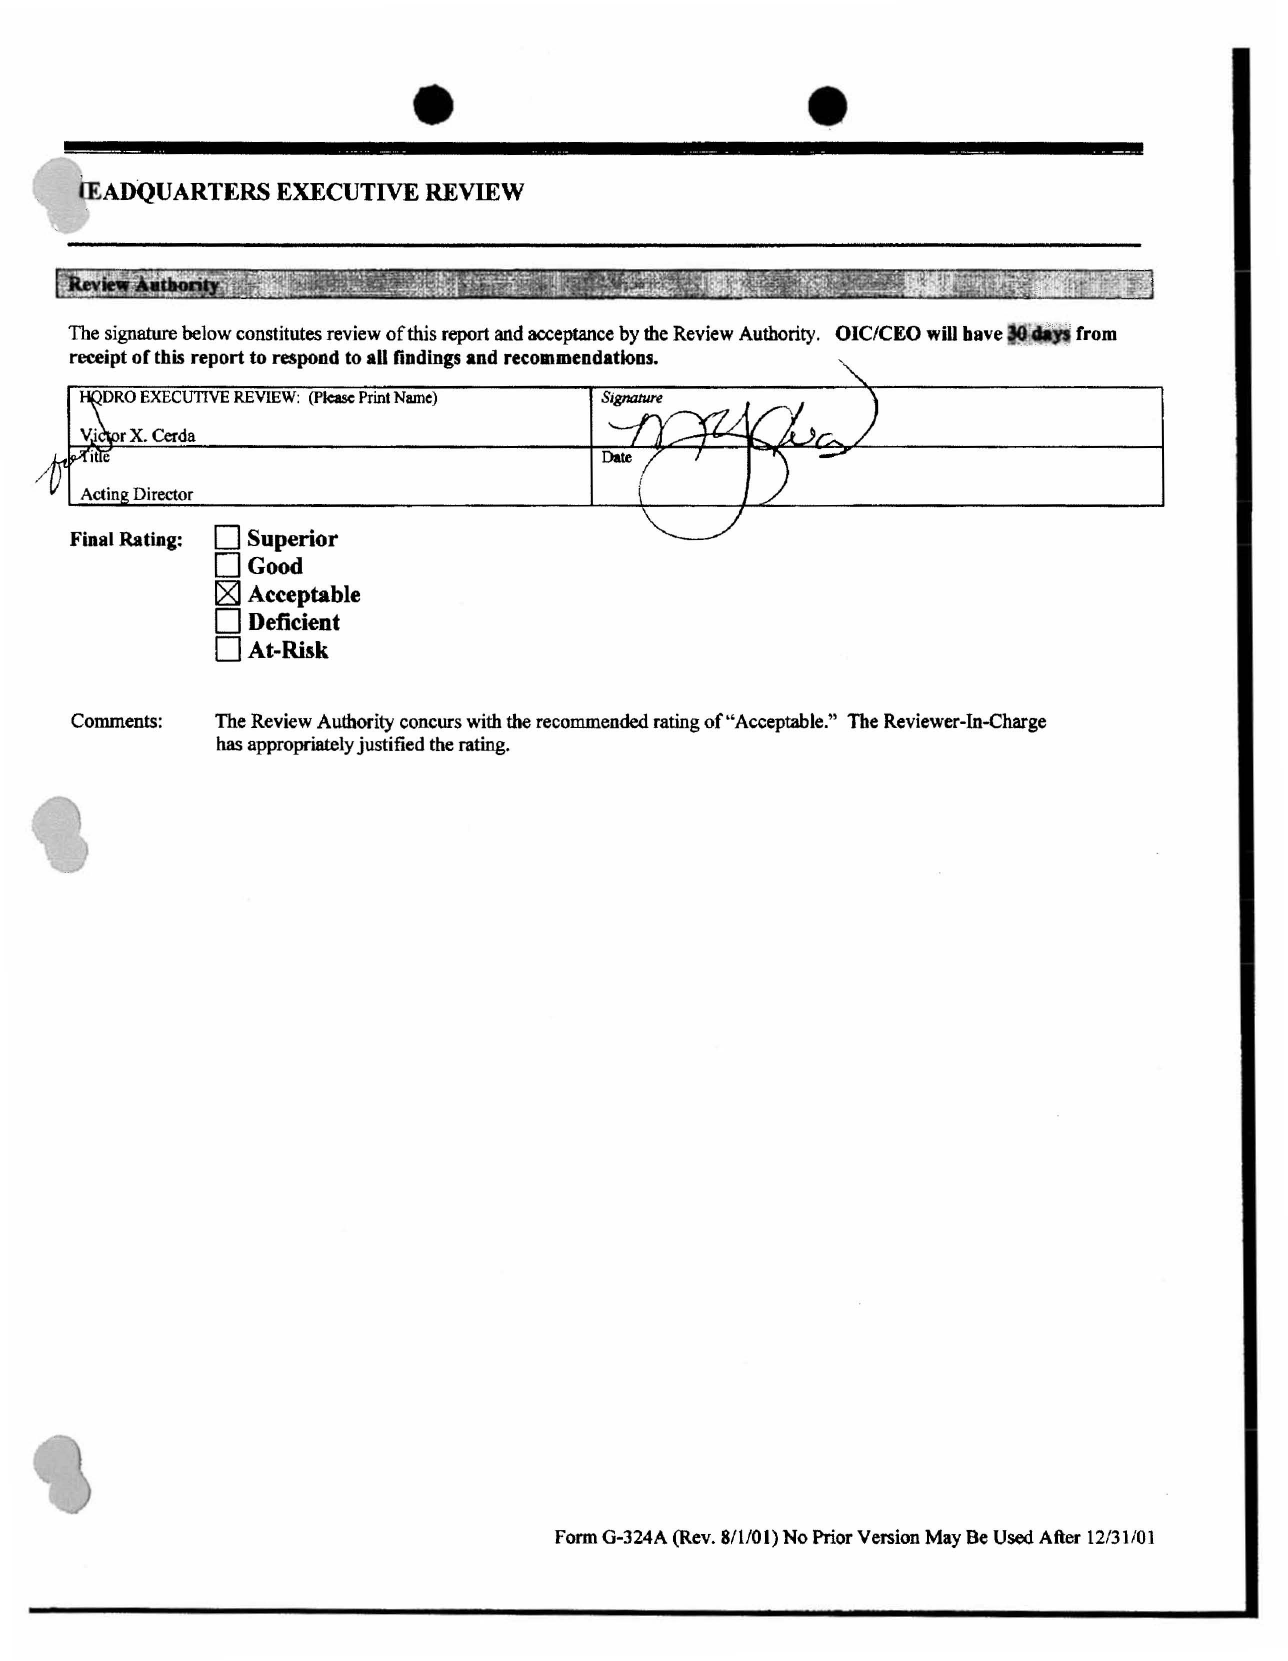 HEADQUARTERS EXECUTIVE REVIEW
Review Authority
The signature below constitutes review of this report and acceptance by the Review Authority. OIC/CEO will have 30 days from
receipt of this report to respond to all findings and recommendations.
HQDRO EXECUTIVE REVIEW: (Please Print Name)
Victor X. Cerda
Signature
for
Title
Acting Director
Date
Final Rating:
Superior
Good
Acceptable
Deficient
At-Risk
Comments: The Review Authority concurs with the recommended rating of “Acceptable.” The Reviewer-In-Charge
has appropriately justified the rating.
Form G-324A (Rev. 8/1/01) No Prior Version May Be Used After 12/31/01